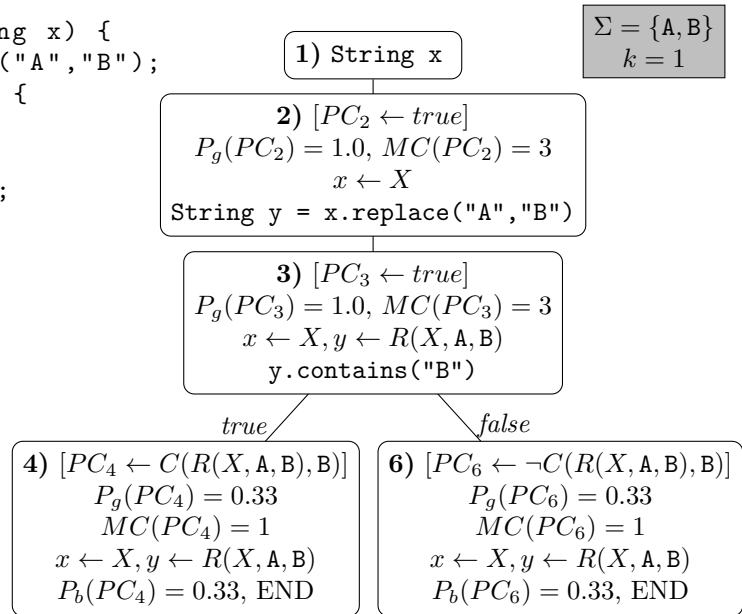 ng x) {
("A","B");
{
;
Σ = {A, B}
k = 1
1) String x
2) [PC₂ ← true]
P_g(PC₂) = 1.0, MC(PC₂) = 3
x ← X
String y = x.replace("A","B")
3) [PC₃ ← true]
P_g(PC₃) = 1.0, MC(PC₃) = 3
x ← X, y ← R(X, A, B)
y.contains("B")
true
false
4) [PC₄ ← C(R(X, A, B), B)]
P_g(PC₄) = 0.33
MC(PC₄) = 1
x ← X, y ← R(X, A, B)
P_b(PC₄) = 0.33, END
6) [PC₆ ← ¬C(R(X, A, B), B)]
P_g(PC₆) = 0.33
MC(PC₆) = 1
x ← X, y ← R(X, A, B)
P_b(PC₆) = 0.33, END